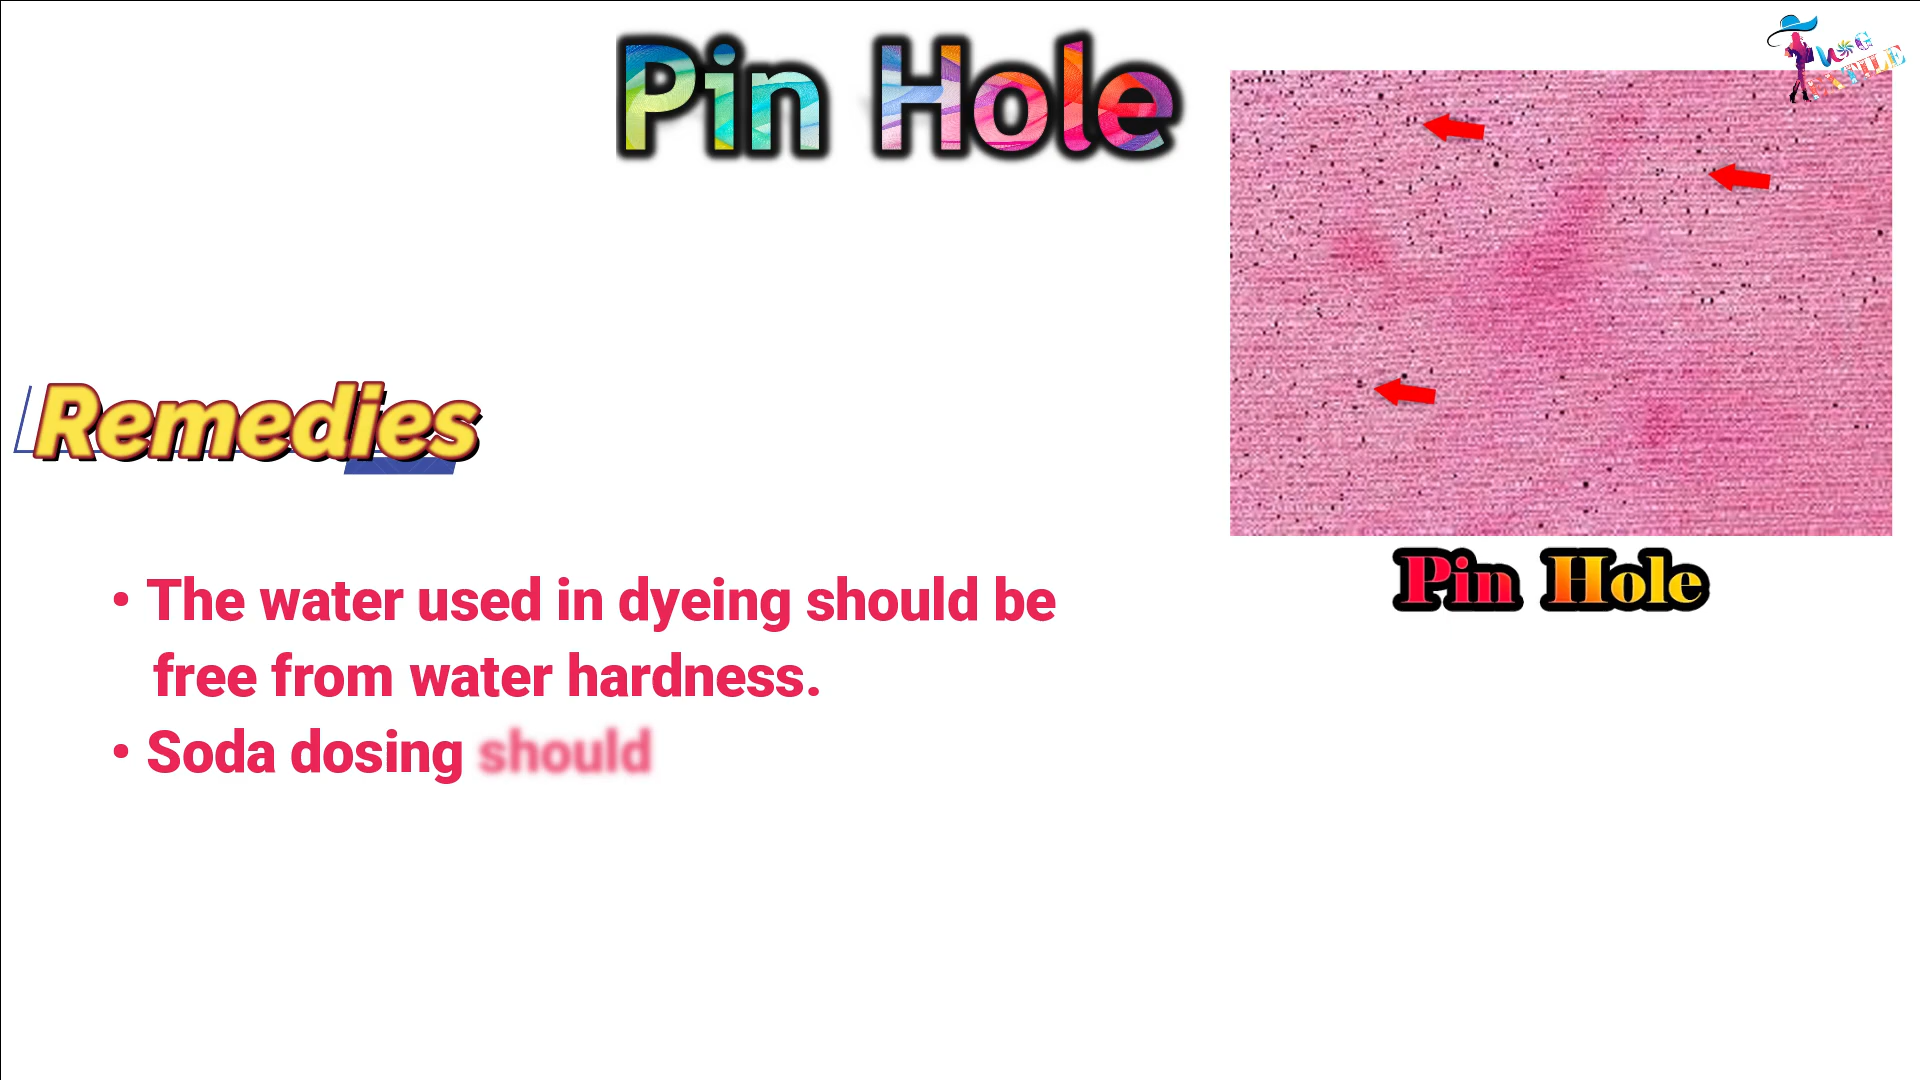 Pin Hole
Remedies
• The water used in dyeing should be
free from water hardness.
• Soda dosing should
Pin Hole